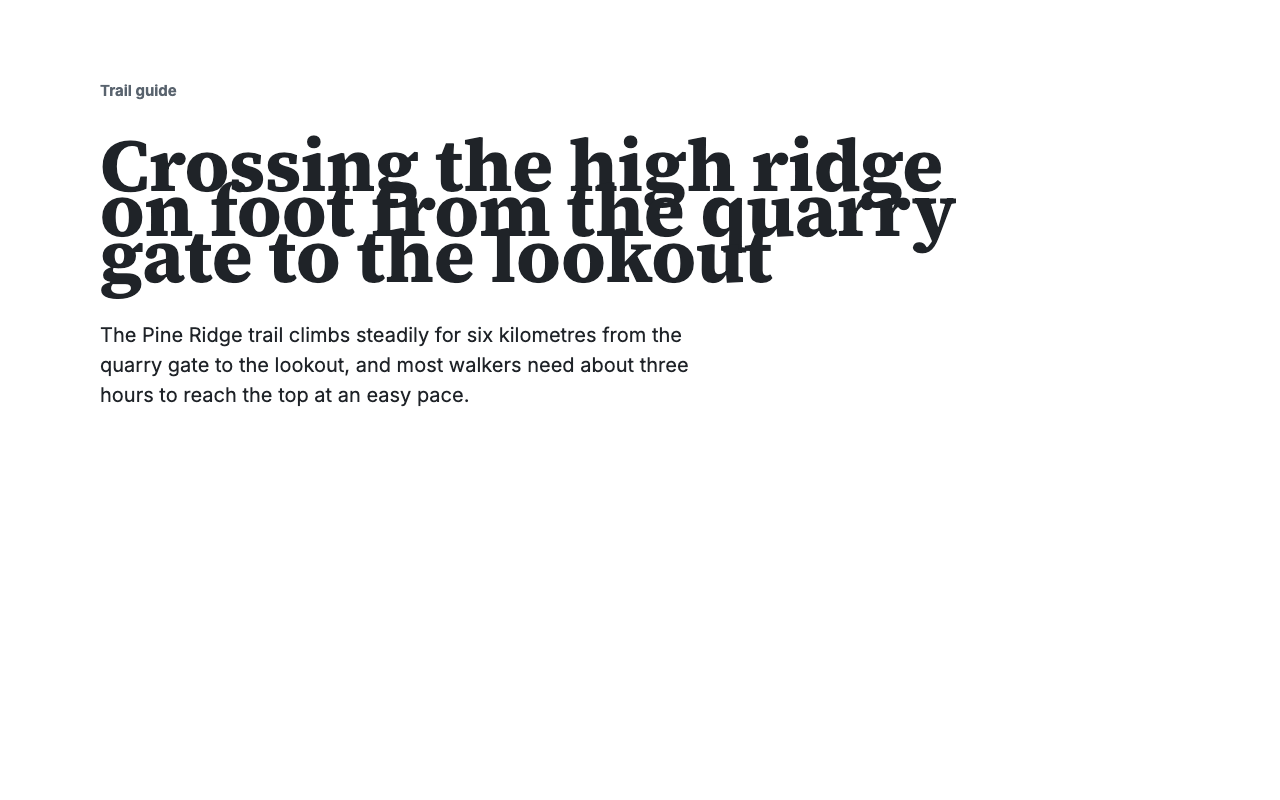 Trail guide
Crossing the high ridge
on foot from the quarry
gate to the lookout
The Pine Ridge trail climbs steadily for six kilometres from the
quarry gate to the lookout, and most walkers need about three
hours to reach the top at an easy pace.